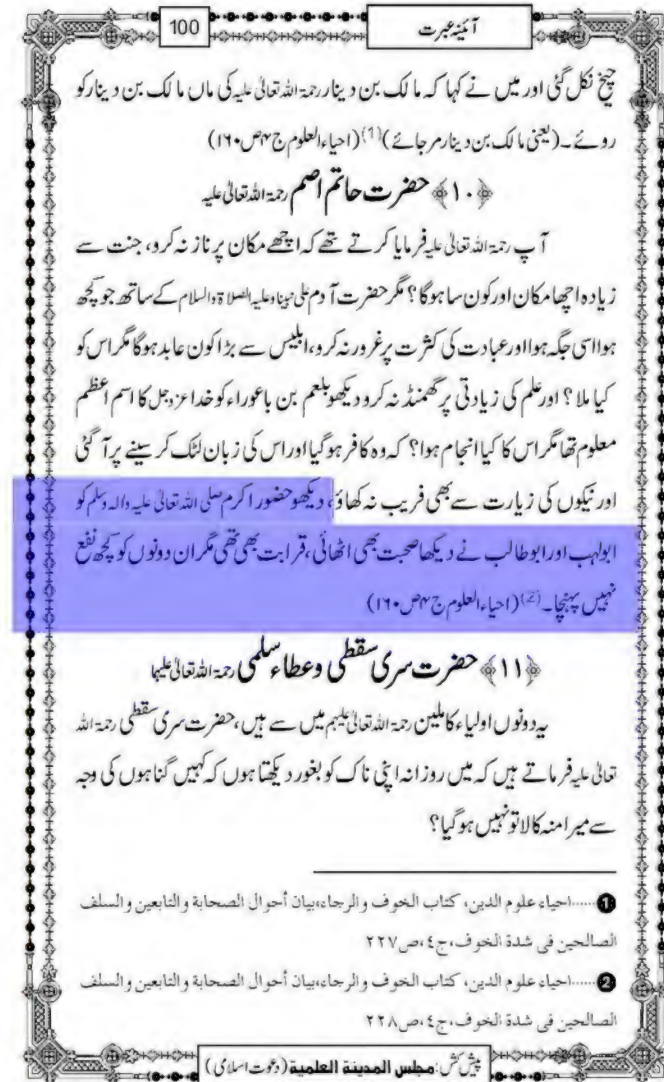 آئینۂ عبرت
100
چیخ نکل گئی اور میں نے کہا کہ مالک بن دینار رحمۃ اللہ تعالیٰ علیہ کی ماں مالک بن دینار کو
روئے۔ (یعنی مالک بن دینار مرجائے) (1) (احیاء العلوم ج ۴ ص ۱۶۰)
﴿۱۰﴾ حضرت حاتم اصم رحمۃ اللہ تعالیٰ علیہ
آپ رحمۃ اللہ تعالیٰ علیہ فرمایا کرتے تھے کہ اچھے مکان پر ناز نہ کرو، جنت سے
زیادہ اچھا مکان اور کون سا ہوگا؟ مگر حضرت آدم علی نبینا وعلیہ الصلاۃ والسلام کے ساتھ جو کچھ
ہوا اسی جگہ ہوا اور عبادت کی کثرت پر غرور نہ کرو، ابلیس سے بڑا کون عابد ہوگا مگر اس کو
کیا ملا؟ اور علم کی زیادتی پر گھمنڈ نہ کرو دیکھو بلعم بن باعوراء کو خدا عزوجل کا اسم اعظم
معلوم تھا مگر اس کا کیا انجام ہوا؟ کہ وہ کافر ہوگیا اور اس کی زبان لٹک کر سینے پر آ گئی
اور نیکوں کی زیارت سے بھی فریب نہ کھاؤ، دیکھو حضور اکرم صلی اللہ تعالیٰ علیہ والہ وسلم کو
ابولہب اور ابوطالب نے دیکھا صحبت بھی اٹھائی، قرابت بھی تھی مگر ان دونوں کو کچھ نفع
نہیں پہنچا۔ (2) (احیاء العلوم ج ۴ ص ۱۶۰)
﴿۱۱﴾ حضرت سری سقطی و عطاء سلمی رحمۃ اللہ تعالیٰ علیہما
یہ دونوں اولیاء کاملین رحمۃ اللہ تعالیٰ علیہم میں سے ہیں، حضرت سری سقطی رحمۃ اللہ
تعالیٰ علیہ فرماتے ہیں کہ میں روزانہ اپنی ناک کو بغور دیکھتا ہوں کہ کہیں گناہوں کی وجہ
سے میرا منہ کالا تو نہیں ہوگیا؟
1 ......احیاء علوم الدین، کتاب الخوف والرجاء، بیان أحوال الصحابة والتابعین والسلف
الصالحین فی شدة الخوف، ج٤، ص٢٢٧
2 ......احیاء علوم الدین، کتاب الخوف والرجاء، بیان أحوال الصحابة والتابعین والسلف
الصالحین فی شدة الخوف، ج٤، ص٢٢٨
پیش کش: مجلس المدینۃ العلمیۃ (دعوت اسلامی)